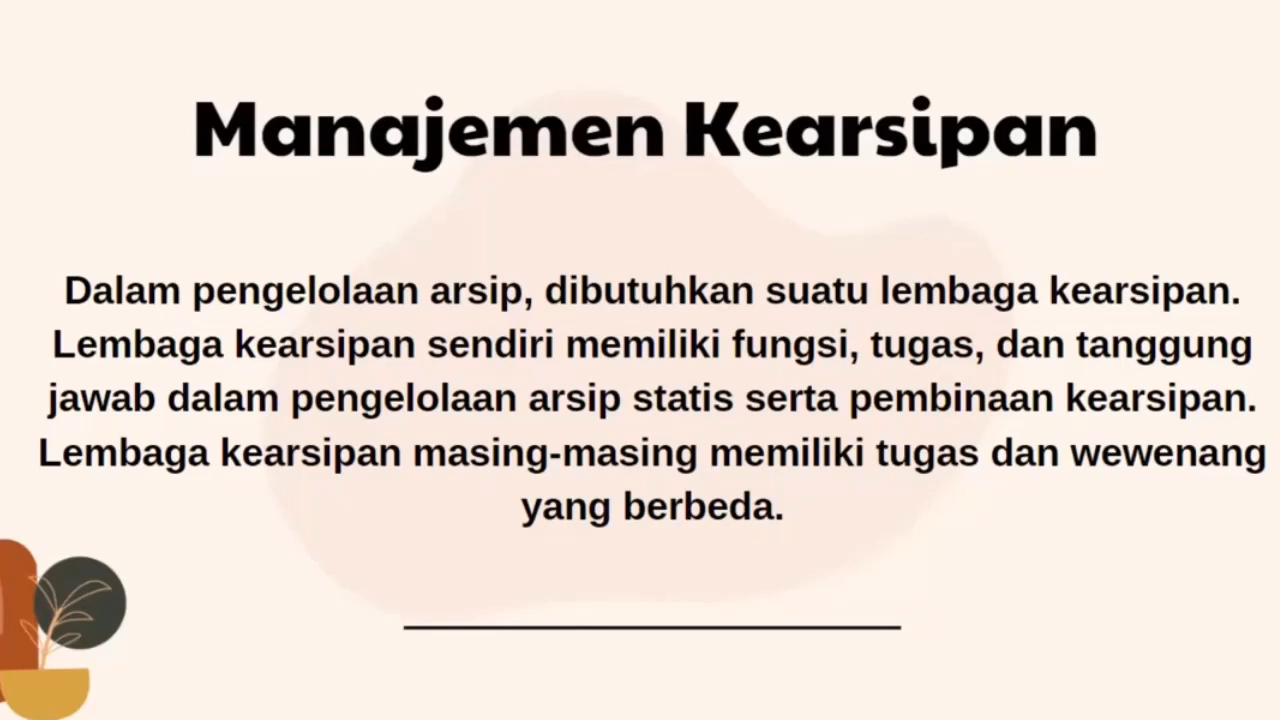 Manajemen Kearsipan
Dalam pengelolaan arsip, dibutuhkan suatu lembaga kearsipan.
Lembaga kearsipan sendiri memiliki fungsi, tugas, dan tanggung
jawab dalam pengelolaan arsip statis serta pembinaan kearsipan.
Lembaga kearsipan masing-masing memiliki tugas dan wewenang
yang berbeda.